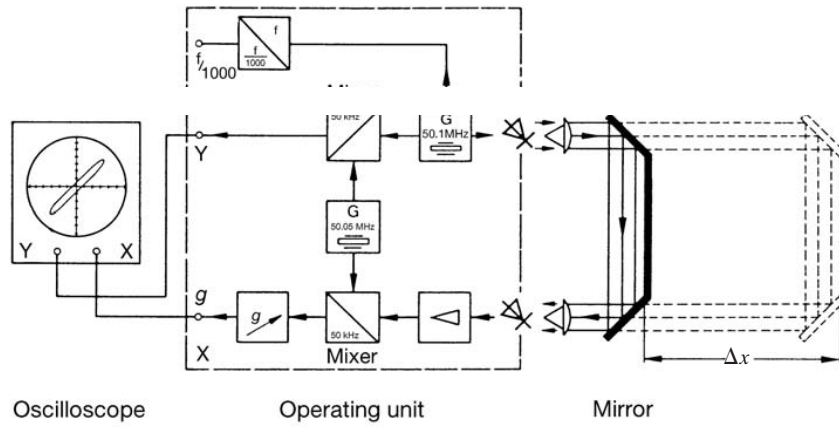 f
f
1000
f/1000
50 kHz
G
50.1MHz
Y
G
50.05 MHz
Y X
g
g
50 kHz
X
Mixer
Δx
Oscilloscope Operating unit Mirror